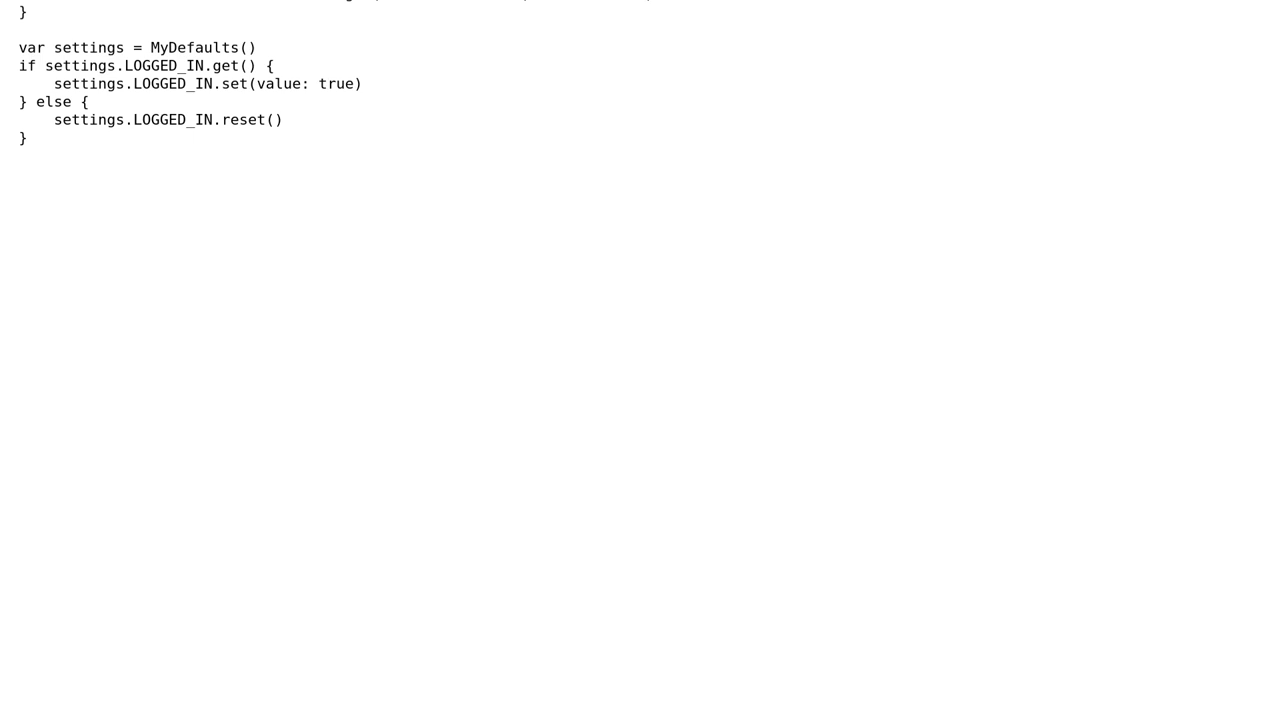 }
var settings = MyDefaults()
if settings.LOGGED_IN.get() {
    settings.LOGGED_IN.set(value: true)
} else {
    settings.LOGGED_IN.reset()
}